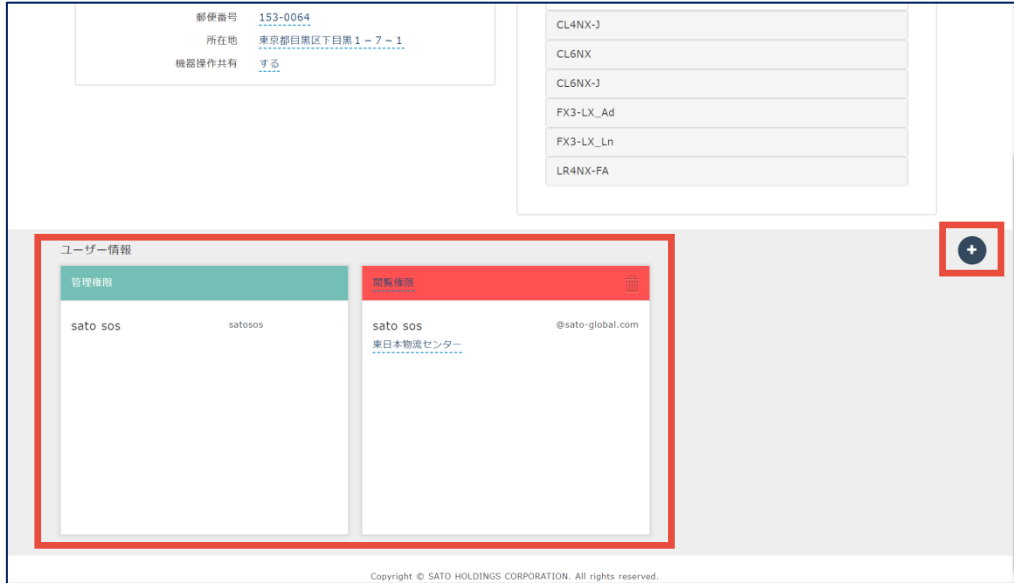 郵便番号 153-0064
所在地 東京都目黒区下目黒1-7-1
機器操作共有 する
CL4NX-J
CL6NX
CL6NX-J
FX3-LX_Ad
FX3-LX_Ln
LR4NX-FA
ユーザー情報
管理権限
sato sos satosos
閲覧権限
sato sos @sato-global.com
東日本物流センター
Copyright © SATO HOLDINGS CORPORATION. All rights reserved.